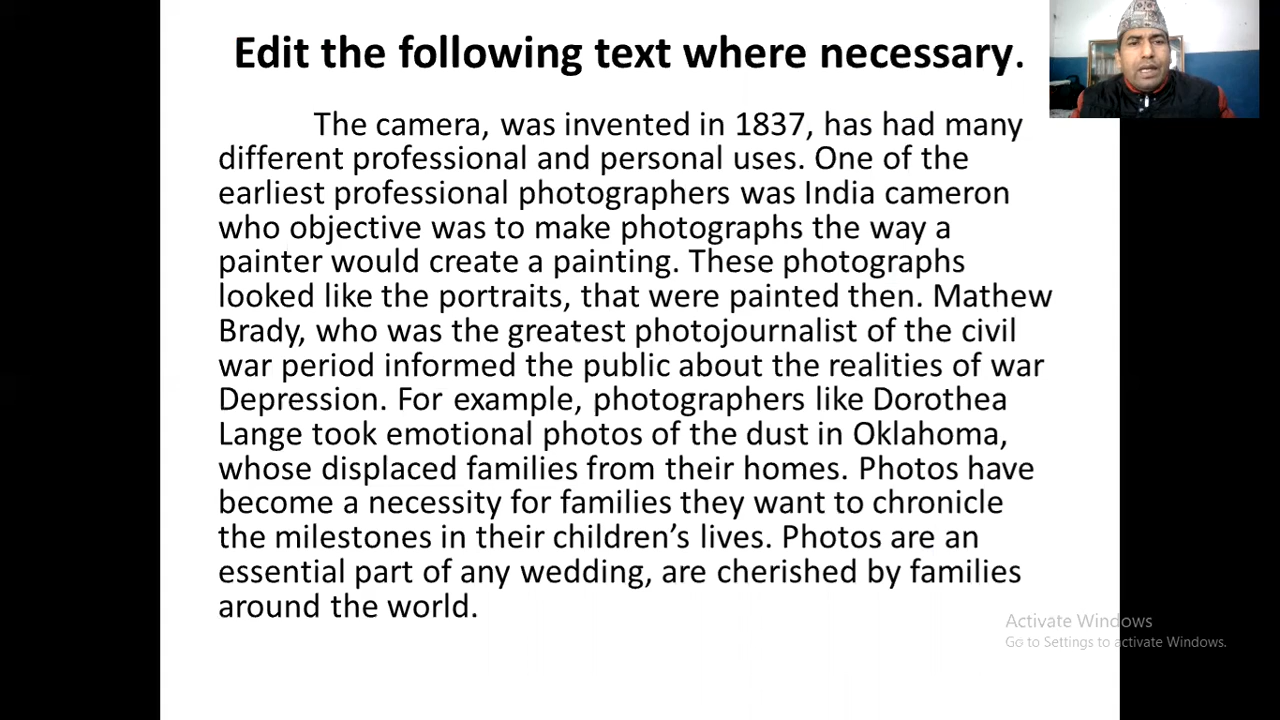 Edit the following text where necessary.
The camera, was invented in 1837, has had many
different professional and personal uses. One of the
earliest professional photographers was India cameron
who objective was to make photographs the way a
painter would create a painting. These photographs
looked like the portraits, that were painted then. Mathew
Brady, who was the greatest photojournalist of the civil
war period informed the public about the realities of war
Depression. For example, photographers like Dorothea
Lange took emotional photos of the dust in Oklahoma,
whose displaced families from their homes. Photos have
become a necessity for families they want to chronicle
the milestones in their children’s lives. Photos are an
essential part of any wedding, are cherished by families
around the world.
Activate Windows
Go to Settings to activate Windows.